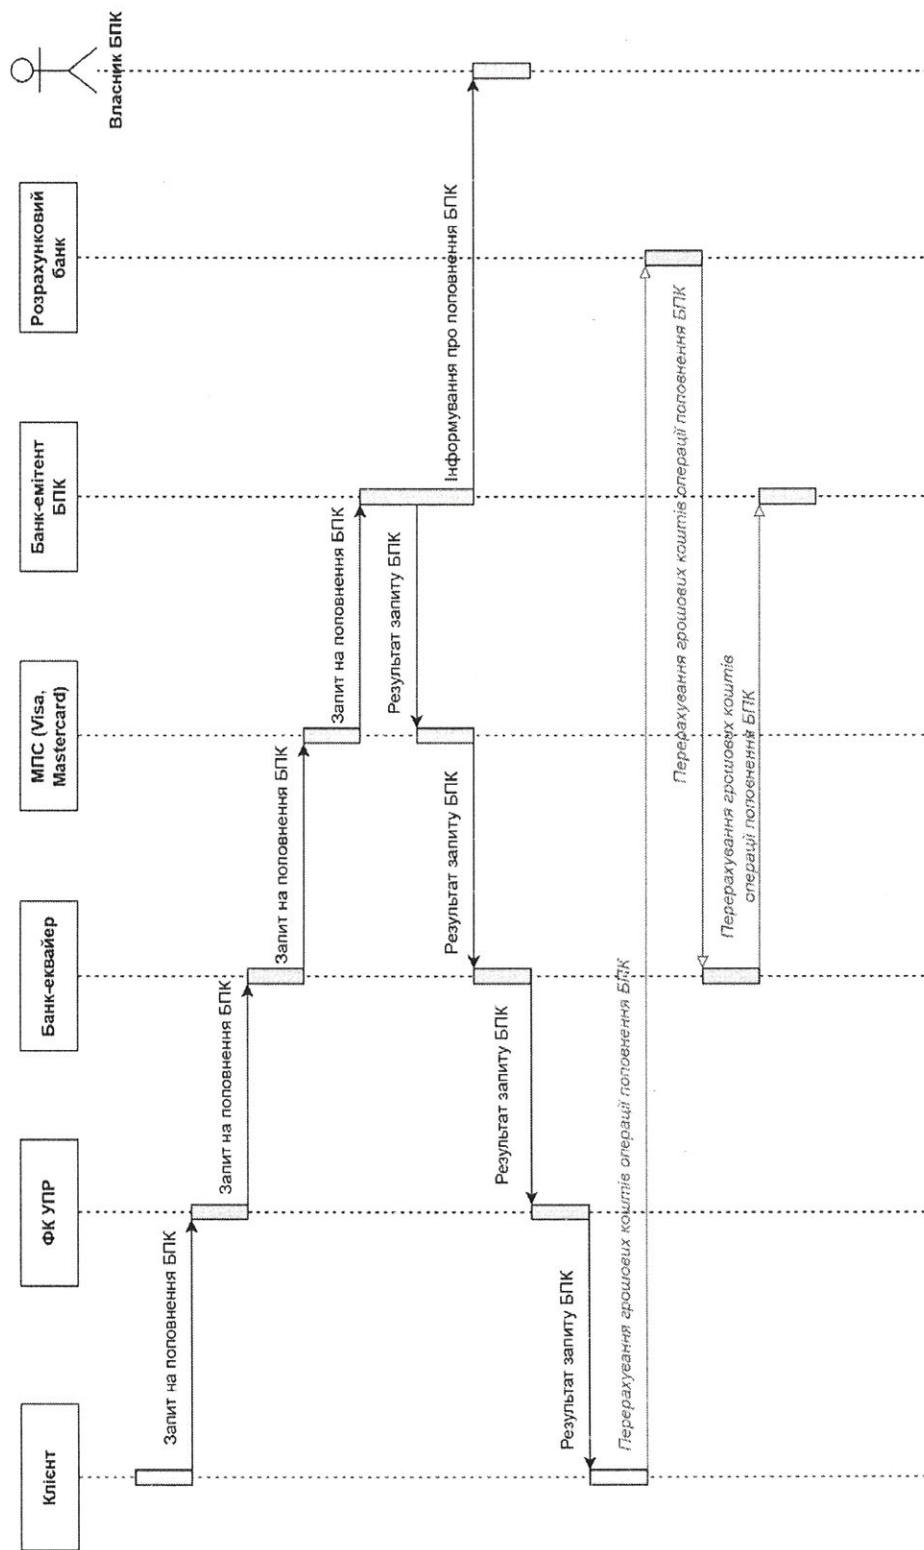 Клієнт
ФК УПР
Банк-еквайер
МПС (Visa,
Mastercard)
Банк-емітент
БПК
Розрахунковий
банк
Власник БПК
Запит на поповнення БПК
Запит на поповнення БПК
Запит на поповнення БПК
Запит на поповнення БПК
Результат запиту БПК
Інформування про поповнення БПК
Результат запиту БПК
Результат запиту БПК
Результат запиту БПК
Перерахування грошових коштів операції поповнення БПК
Перерахування грошових коштів операції поповнення БПК
Перерахування грошових коштів
операції поповнення БПК